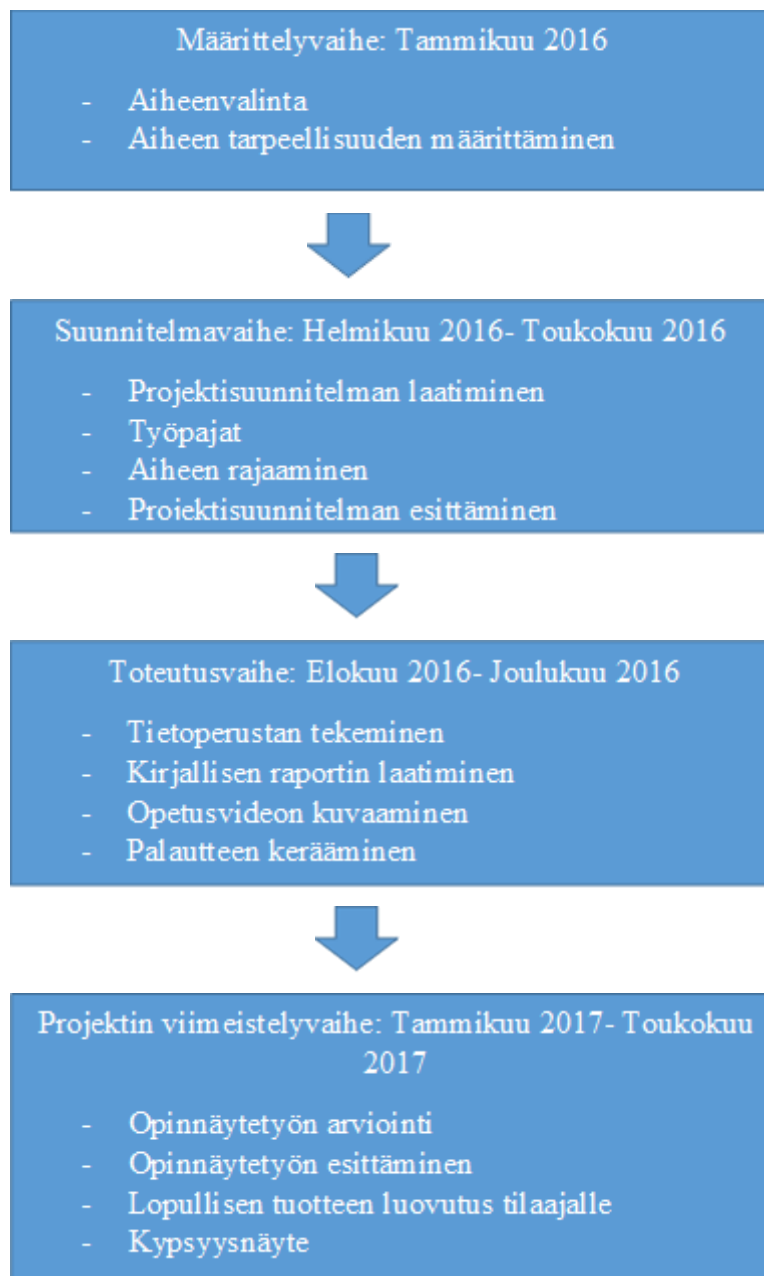 Määrittelyvaihe: Tammikuu 2016
- Aiheenvalinta
- Aiheen tarpeellisuuden määrittäminen
Suunnitelmavaihe: Helmikuu 2016- Toukokuu 2016
- Projektisuunnitelman laatiminen
- Työpajat
- Aiheen rajaaminen
- Projektisuunnitelman esittäminen
Toteutusvaihe: Elokuu 2016- Joulukuu 2016
- Tietoperustan tekeminen
- Kirjallisen raportin laatiminen
- Opetusvideon kuvaaminen
- Palautteen kerääminen
Projektin viimeistelyvaihe: Tammikuu 2017- Toukokuu
2017
- Opinnäytetyön arviointi
- Opinnäytetyön esittäminen
- Lopullisen tuotteen luovutus tilaajalle
- Kypsyysnäyte